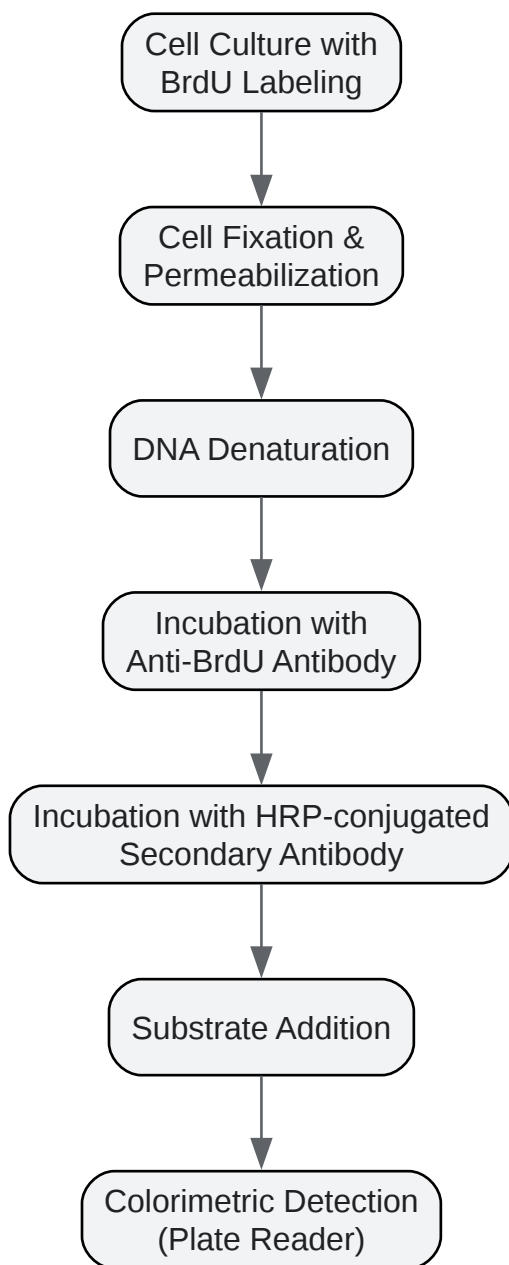 Cell Culture with
BrdU Labeling
Cell Fixation &
Permeabilization
DNA Denaturation
Incubation with
Anti-BrdU Antibody
Incubation with HRP-conjugated
Secondary Antibody
Substrate Addition
Colorimetric Detection
(Plate Reader)